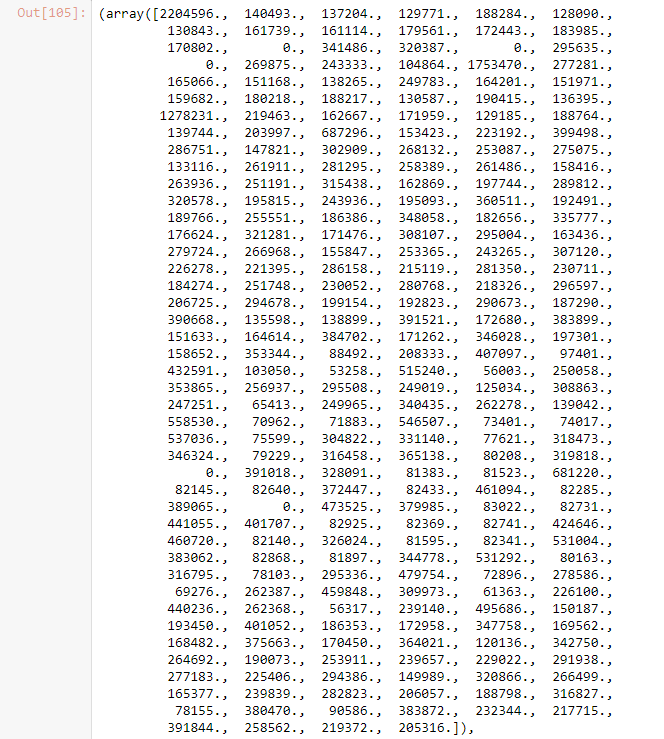 Out[105]: (array([2204596., 140493., 137204., 129771., 188284., 128090.,
130843., 161739., 161114., 179561., 172443., 183985.,
170802., 0., 341486., 320387., 0., 295635.,
0., 269875., 243333., 104864., 1753470., 277281.,
165066., 151168., 138265., 249783., 164201., 151971.,
159682., 180218., 188217., 130587., 190415., 136395.,
1278231., 219463., 162667., 171959., 129185., 188764.,
139744., 203997., 687296., 153423., 223192., 399498.,
286751., 147821., 302909., 268132., 253087., 275075.,
133116., 261911., 281295., 258389., 261486., 158416.,
263936., 251191., 315438., 162869., 197744., 289812.,
320578., 195815., 243936., 195093., 360511., 192491.,
189766., 255551., 186386., 348058., 182656., 335777.,
176624., 321281., 171476., 308107., 295004., 163436.,
279724., 266968., 155847., 253365., 243265., 307120.,
226278., 221395., 286158., 215119., 281350., 230711.,
184274., 251748., 230052., 280768., 218326., 296597.,
206725., 294678., 199154., 192823., 290673., 187290.,
390668., 135598., 138899., 391521., 172680., 383899.,
151633., 164614., 384702., 171262., 346028., 197301.,
158652., 353344., 88492., 208333., 407097., 97401.,
432591., 103050., 53258., 515240., 56003., 250058.,
353865., 256937., 295508., 249019., 125034., 308863.,
247251., 65413., 249965., 340435., 262278., 139042.,
558530., 70962., 71883., 546507., 73401., 74017.,
537036., 75599., 304822., 331140., 77621., 318473.,
346324., 79229., 316458., 365138., 80208., 319818.,
0., 391018., 328091., 81383., 81523., 681220.,
82145., 82640., 372447., 82433., 461094., 82285.,
389065., 0., 473525., 379985., 83022., 82731.,
441055., 401707., 82925., 82369., 82741., 424646.,
460720., 82140., 326024., 81595., 82341., 531004.,
383062., 82868., 81897., 344778., 531292., 80163.,
316795., 78103., 295336., 479754., 72896., 278586.,
69276., 262387., 459848., 309973., 61363., 226100.,
440236., 262368., 56317., 239140., 495686., 150187.,
193450., 401052., 186353., 172958., 347758., 169562.,
168482., 375663., 170450., 364021., 120136., 342750.,
264692., 190073., 253911., 239657., 229022., 291938.,
277183., 225406., 294386., 149989., 320866., 266499.,
165377., 239839., 282823., 206057., 188798., 316827.,
78155., 380470., 90586., 383872., 232344., 217715.,
391844., 258562., 219372., 205316.]),